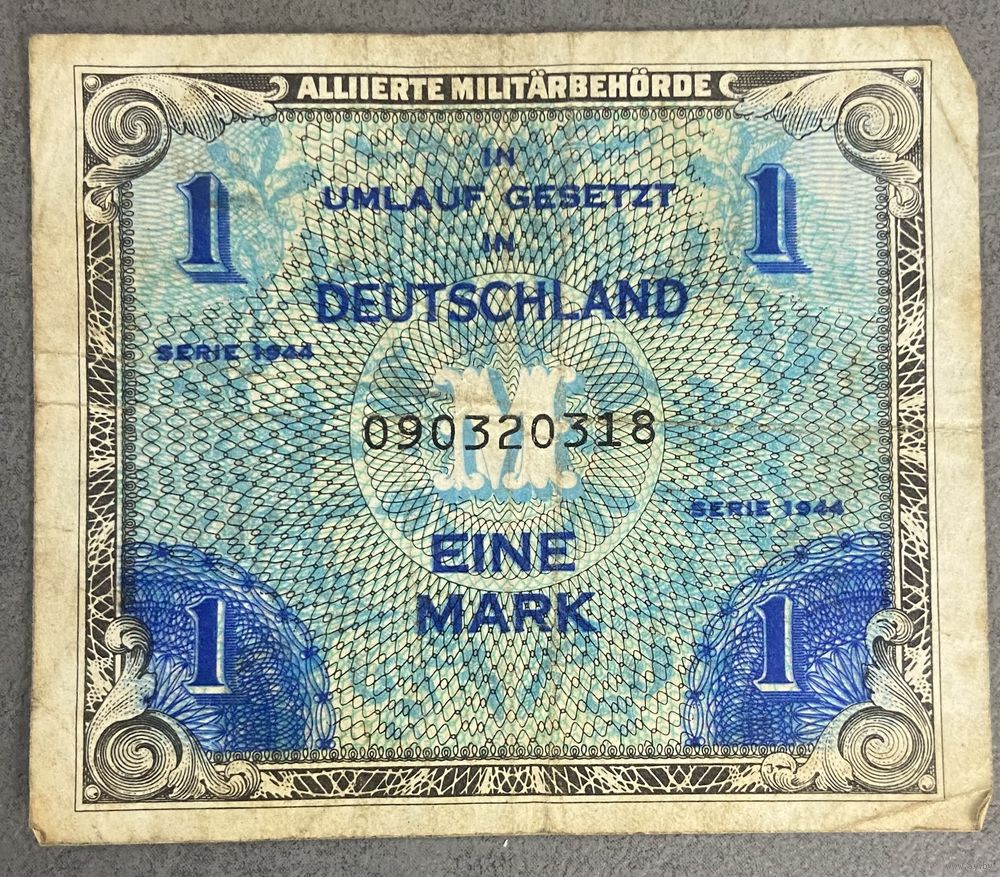 ALLIIERTE MILITÄRBEHÖRDE
IN
UMLAUF GESETZT
IN
DEUTSCHLAND
1 1
SERIE 1944
M
090320318
SERIE 1944
EINE
MARK
1 1